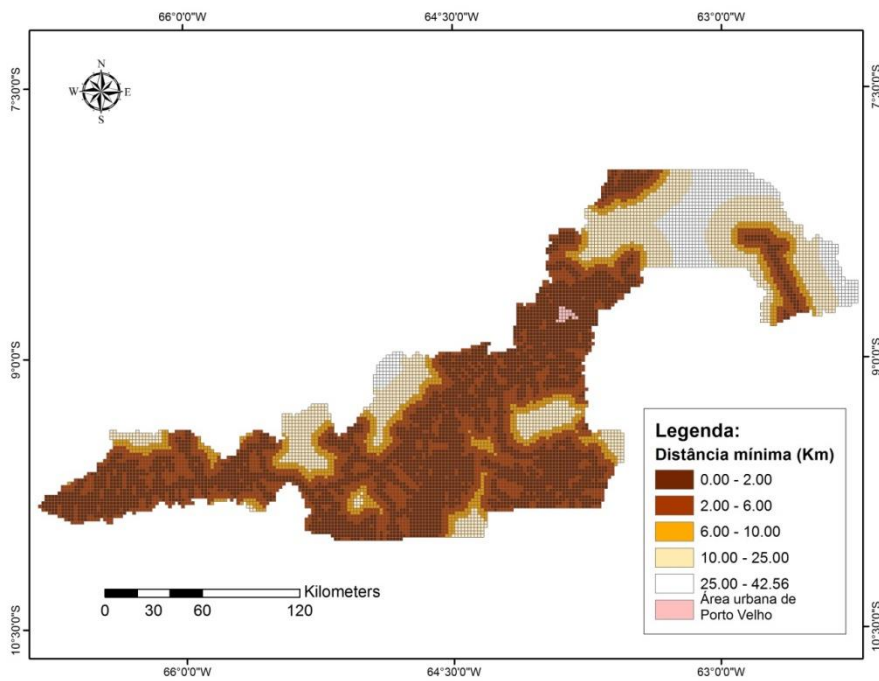 66°0'0"W 64°30'0"W 63°0'0"W
7°30'0"S 7°30'0"S
N
W E
S
9°0'0"S 9°0'0"S
Legenda:
Distância mínima (Km)
0.00 - 2.00
2.00 - 6.00
6.00 - 10.00
10.00 - 25.00
25.00 - 42.56
Área urbana de
Porto Velho
Kilometers
0 30 60 120
10°30'0"S 10°30'0"S
66°0'0"W 64°30'0"W 63°0'0"W